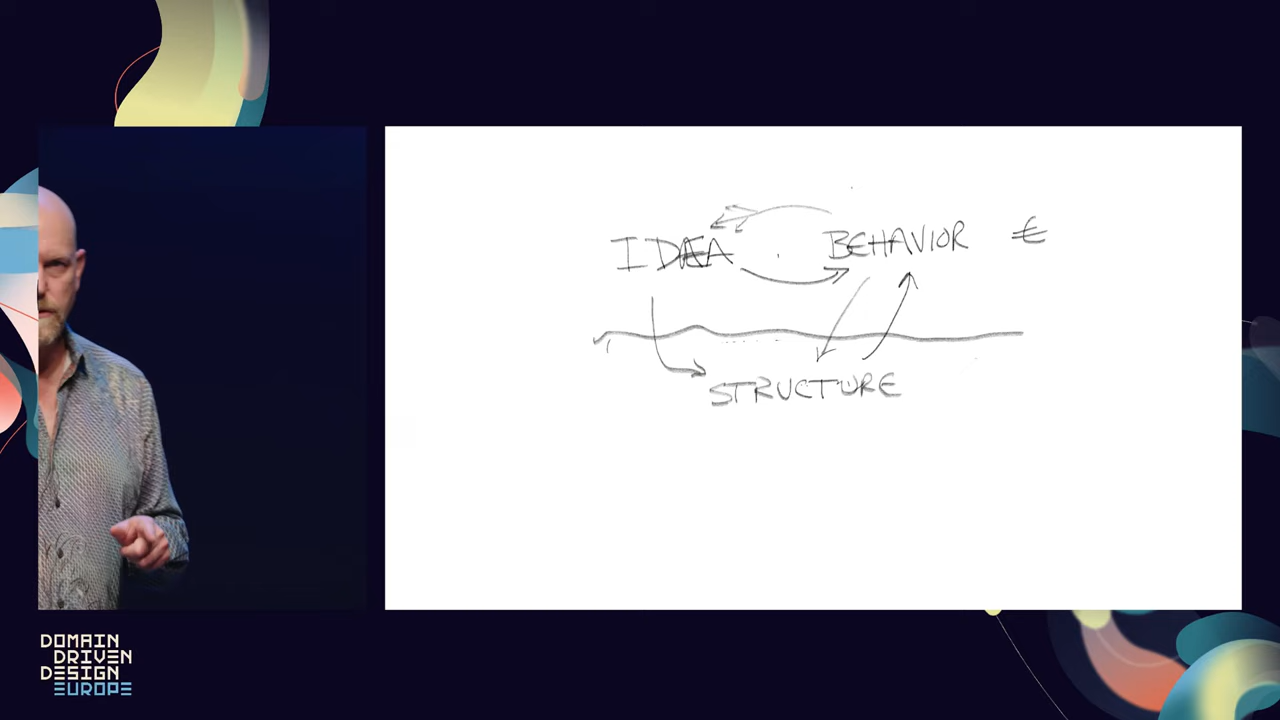 IDEA BEHAVIOR €
STRUCTURE
DOMAIN
DRIVEN
DESIGN
EUROPE